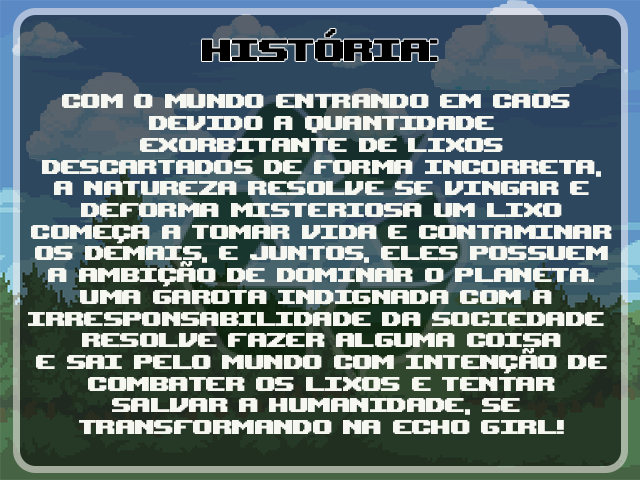 HISTÓRIA:
COM O MUNDO ENTRANDO EM CAOS
DEVIDO A QUANTIDADE
EXORBITANTE DE LIXOS
DESCARTADOS DE FORMA INCORRETA,
A NATUREZA RESOLVE SE VINGAR E
DEFORMA MISTERIOSA UM LIXO
COMEÇA A TOMAR VIDA E CONTAMINAR
OS DEMAIS, E JUNTOS, ELES POSSUEM
A AMBIÇÃO DE DOMINAR O PLANETA.
UMA GAROTA INDIGNADA COM A
IRRESPONSABILIDADE DA SOCIEDADE
RESOLVE FAZER ALGUMA COISA
E SAI PELO MUNDO COM INTENÇÃO DE
COMBATER OS LIXOS E TENTAR
SALVAR A HUMANIDADE, SE
TRANSFORMANDO NA ECHO GIRL!